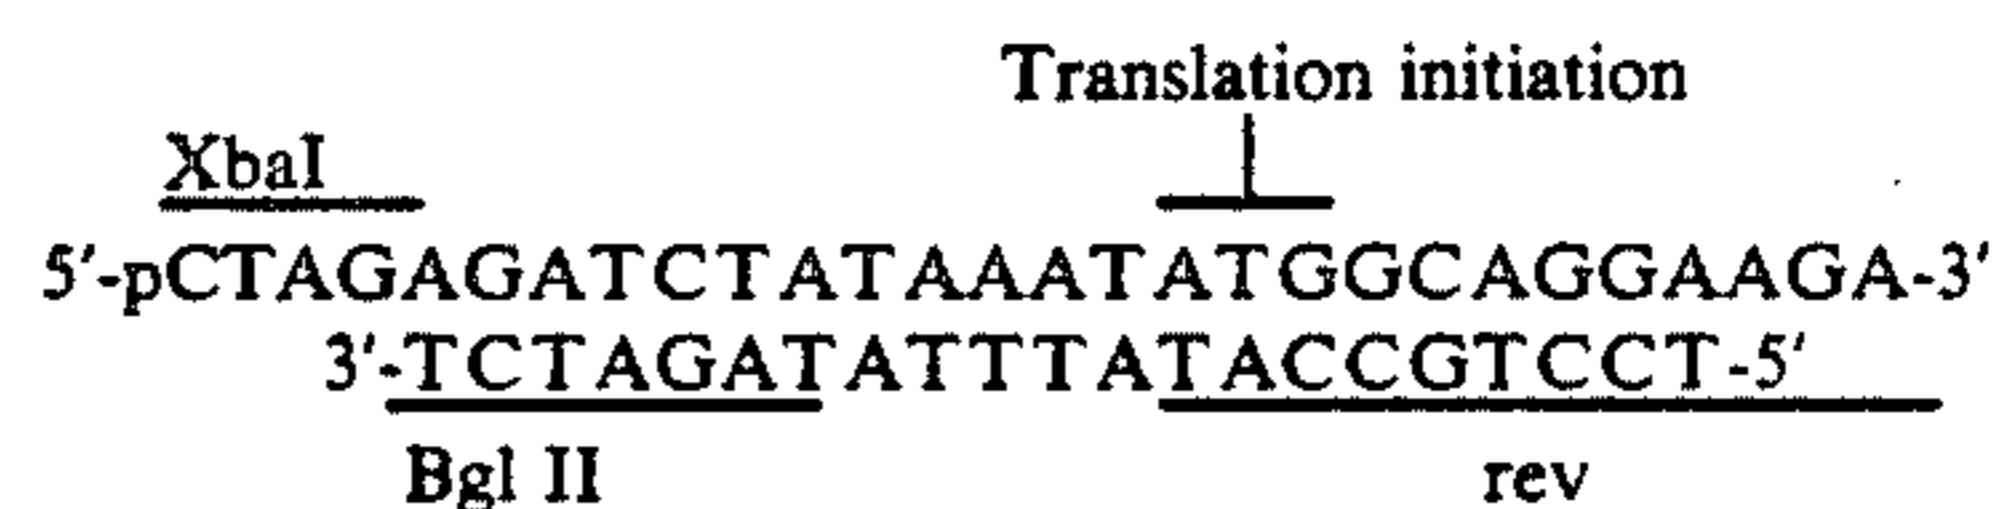 Translation initiation
XbaI
5′-pCTAGAGATCTATAAATATGGCAGGAAGA-3′
3′-TCTAGATATTTATACCGTCCT-5′
Bgl II rev